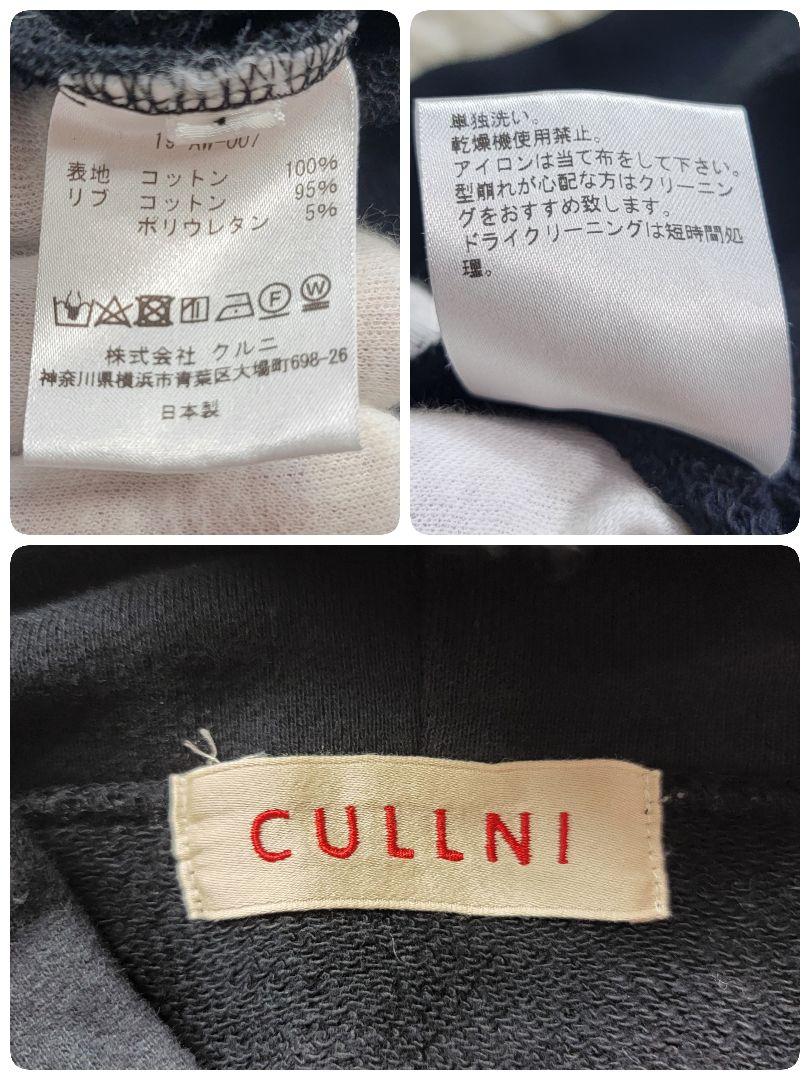 19-AW-007
表地 コットン 100%
リブ コットン 95%
ポリウレタン 5%
F W
株式会社 クルニ
神奈川県横浜市青葉区大場町698-26
日本製
単独洗い。
乾燥機使用禁止。
アイロンは当て布をして下さい。
型崩れが心配な方はクリーニン
グをおすすめ致します。
ドライクリーニングは短時間処
理。
CULLNI